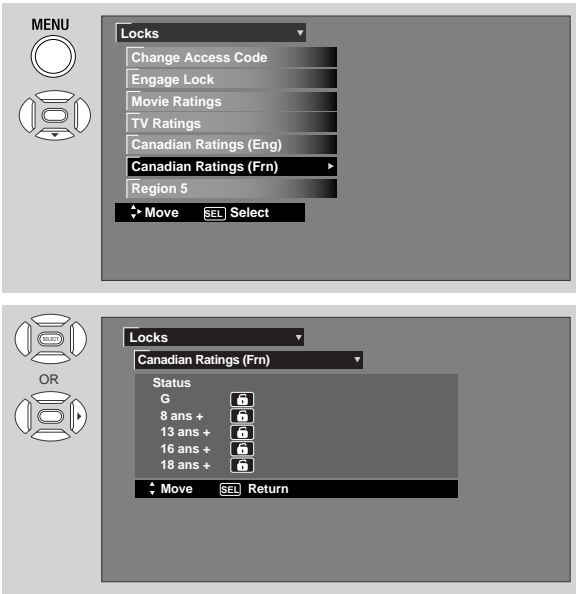 MENU
Locks
Change Access Code
Engage Lock
Movie Ratings
TV Ratings
Canadian Ratings (Eng)
Canadian Ratings (Frn)
Region 5
Move SEL Select
SELECT
OR
Locks
Canadian Ratings (Frn)
Status
G
8 ans +
13 ans +
16 ans +
18 ans +
Move SEL Return